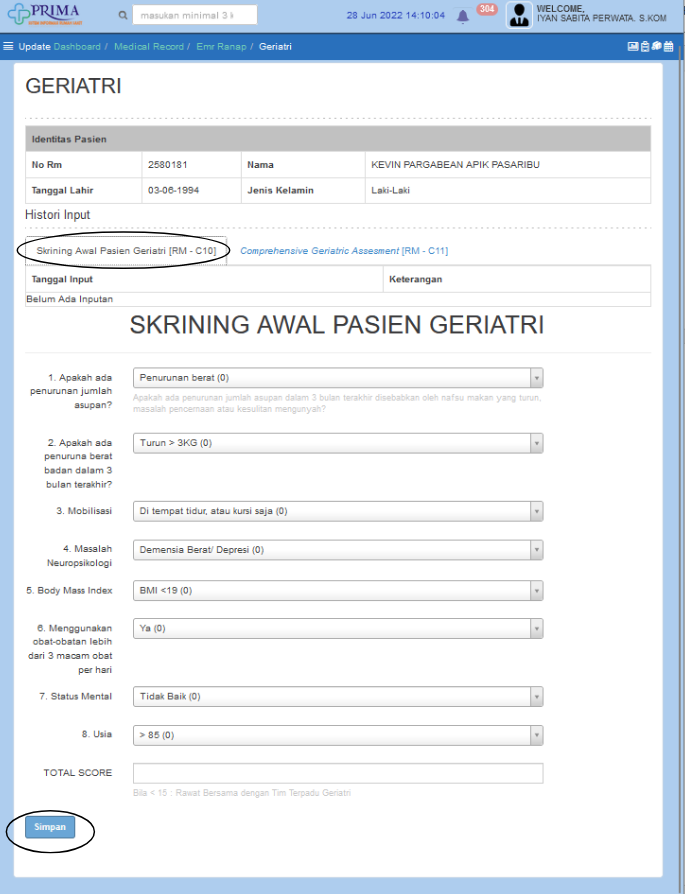 PRIMA
masukan minimal 3 k
28 Jun 2022 14:10:04
304
WELCOME,
IYAN SABITA PERWATA. S.KOM
Update Dashboard / Medical Record / Emr Ranap / Geriatri
GERIATRI
Identitas Pasien
No Rm 2580181 Nama KEVIN PARGABEAN APIK PASARIBU
Tanggal Lahir 03-06-1994 Jenis Kelamin Laki-Laki
Histori Input
Skrining Awal Pasien Geriatri [RM - C10] Comprehensive Geriatric Assesment [RM - C11]
Tanggal Input Keterangan
Belum Ada Inputan
SKRINING AWAL PASIEN GERIATRI
1. Apakah ada
penurunan jumlah
asupan?
Penurunan berat (0)
Apakah ada penurunan jumlah asupan dalam 3 bulan terakhir disebabkan oleh nafsu makan yang turun,
masalah pencernaan atau kesulitan mengunyah?
2. Apakah ada
penuruna berat
badan dalam 3
bulan terakhir?
Turun > 3KG (0)
3. Mobilisasi
Di tempat tidur, atau kursi saja (0)
4. Masalah
Neuropsikologi
Demensia Berat/ Depresi (0)
5. Body Mass Index
BMI <19 (0)
6. Menggunakan
obat-obatan lebih
dari 3 macam obat
per hari
Ya (0)
7. Status Mental
Tidak Baik (0)
8. Usia
> 85 (0)
TOTAL SCORE
Bila < 15 : Rawat Bersama dengan Tim Terpadu Geriatri
Simpan